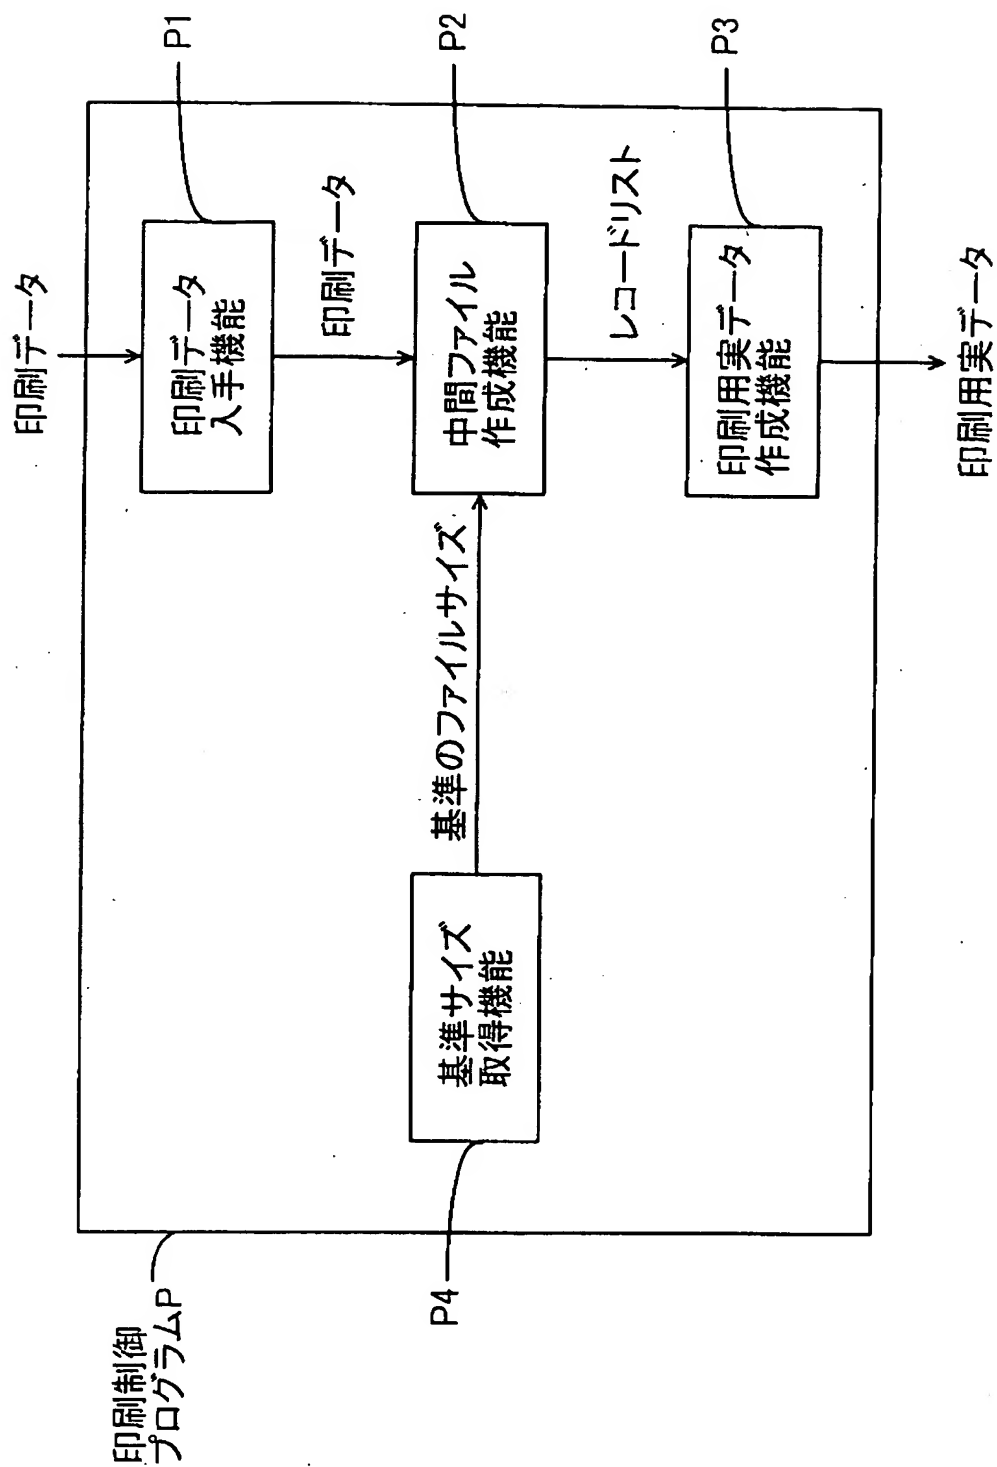 印刷制御
プログラムP
P4
基準サイズ
取得機能
基準のファイルサイズ
印刷データ
印刷データ
入手機能
P1
印刷データ
中間ファイル
作成機能
P2
レコードリスト
印刷用実データ
作成機能
P3
印刷用実データ